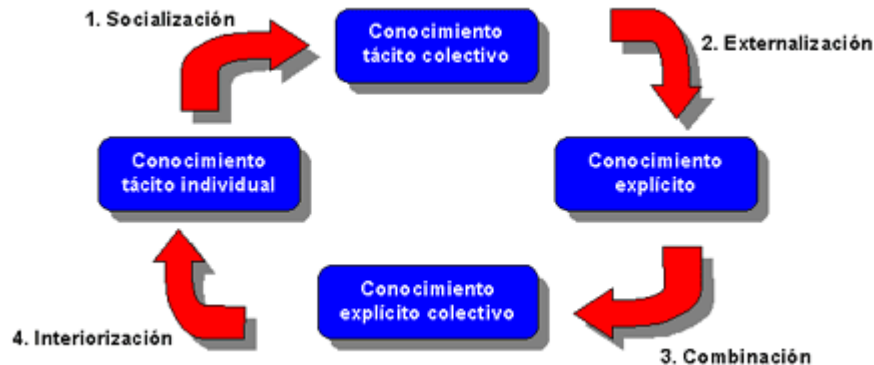 1. Socialización
Conocimiento
tácito colectivo
2. Externalización
Conocimiento
explícito
3. Combinación
Conocimiento
explícito colectivo
4. Interiorización
Conocimiento
tácito individual